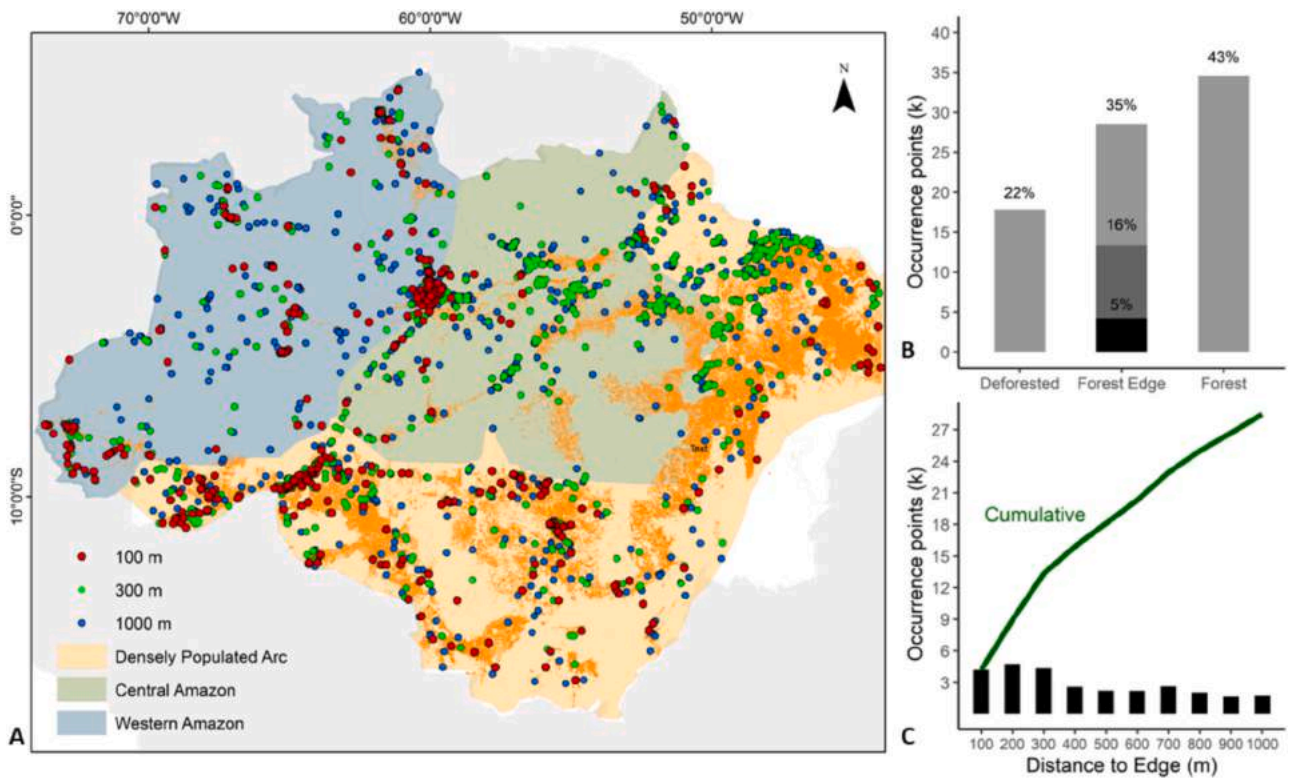 70°0'0"W 60°0'0"W 50°0'0"W
0°0'0"
10°0'0"S
N
Text
100 m
300 m
1000 m
Densely Populated Arc
Central Amazon
Western Amazon
A
Occurrence points (k)
40
35
30
25
20
15
10
5
0
22%
35%
16%
5%
43%
Deforested Forest Edge Forest
B
Occurrence points (k)
27
24
21
18
15
12
9
6
3
Cumulative
100 200 300 400 500 600 700 800 900 1000
Distance to Edge (m)
C